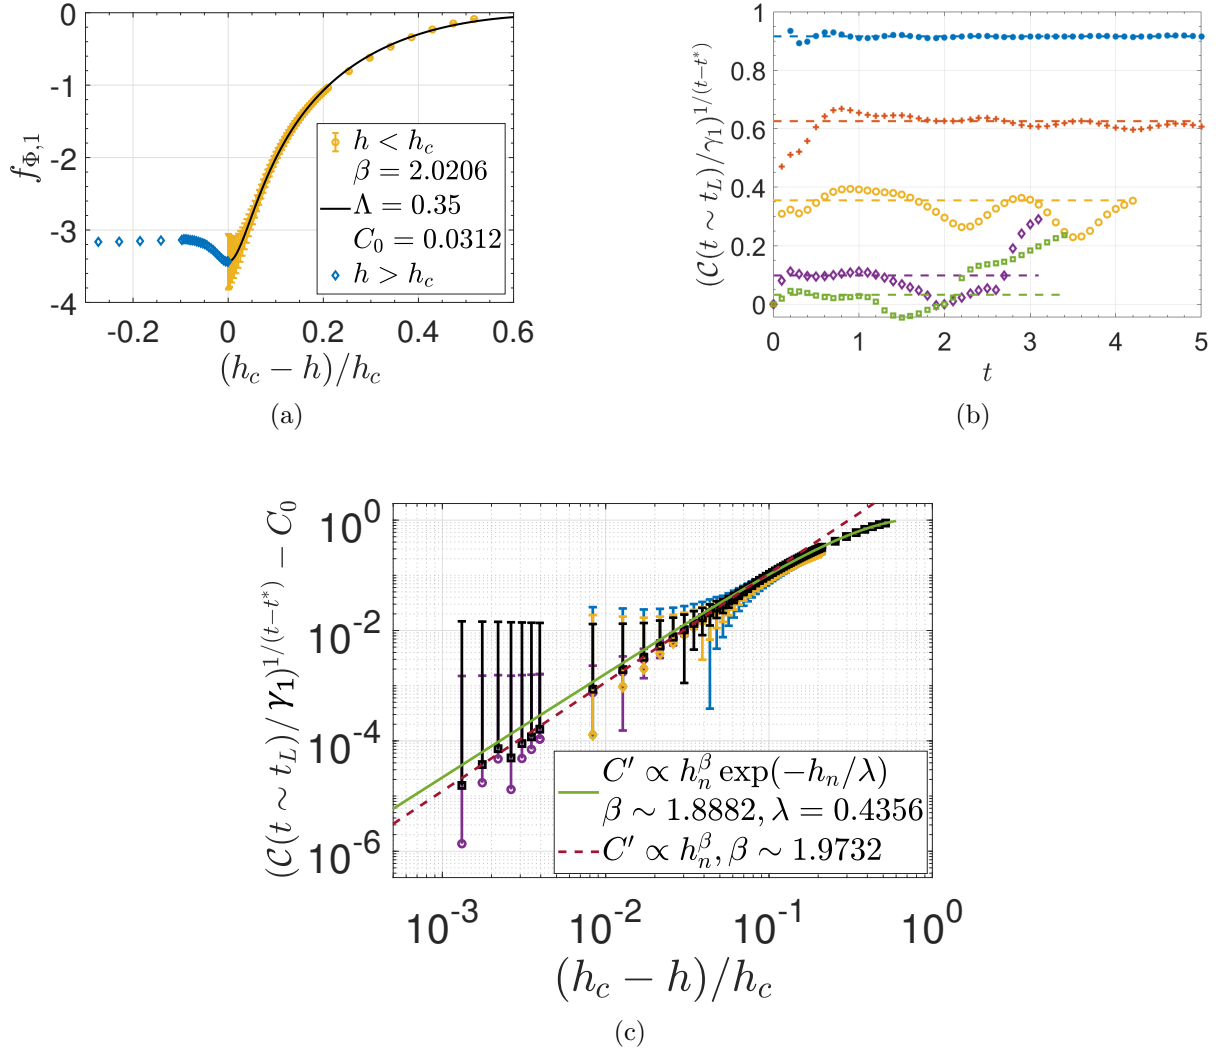 0
-1
-2
-3
-4
f_{Φ,1}
-0.2 0 0.2 0.4 0.6
(h_c − h)/h_c
h < h_c
β = 2.0206
Λ = 0.35
C_0 = 0.0312
h > h_c
(a)
1
0.8
0.6
0.4
0.2
0
(𝒞(t ∼ t_L)/γ_1)^{1/(t−t^*)}
0 1 2 3 4 5
t
(b)
10^0
10^{-2}
10^{-4}
10^{-6}
(𝒞(t ∼ t_L)/γ_1)^{1/(t−t^*)} − C_0
C′ ∝ h_n^β exp(−h_n/λ)
β ∼ 1.8882, λ = 0.4356
C′ ∝ h_n^β, β ∼ 1.9732
10^{-3} 10^{-2} 10^{-1} 10^0
(h_c − h)/h_c
(c)